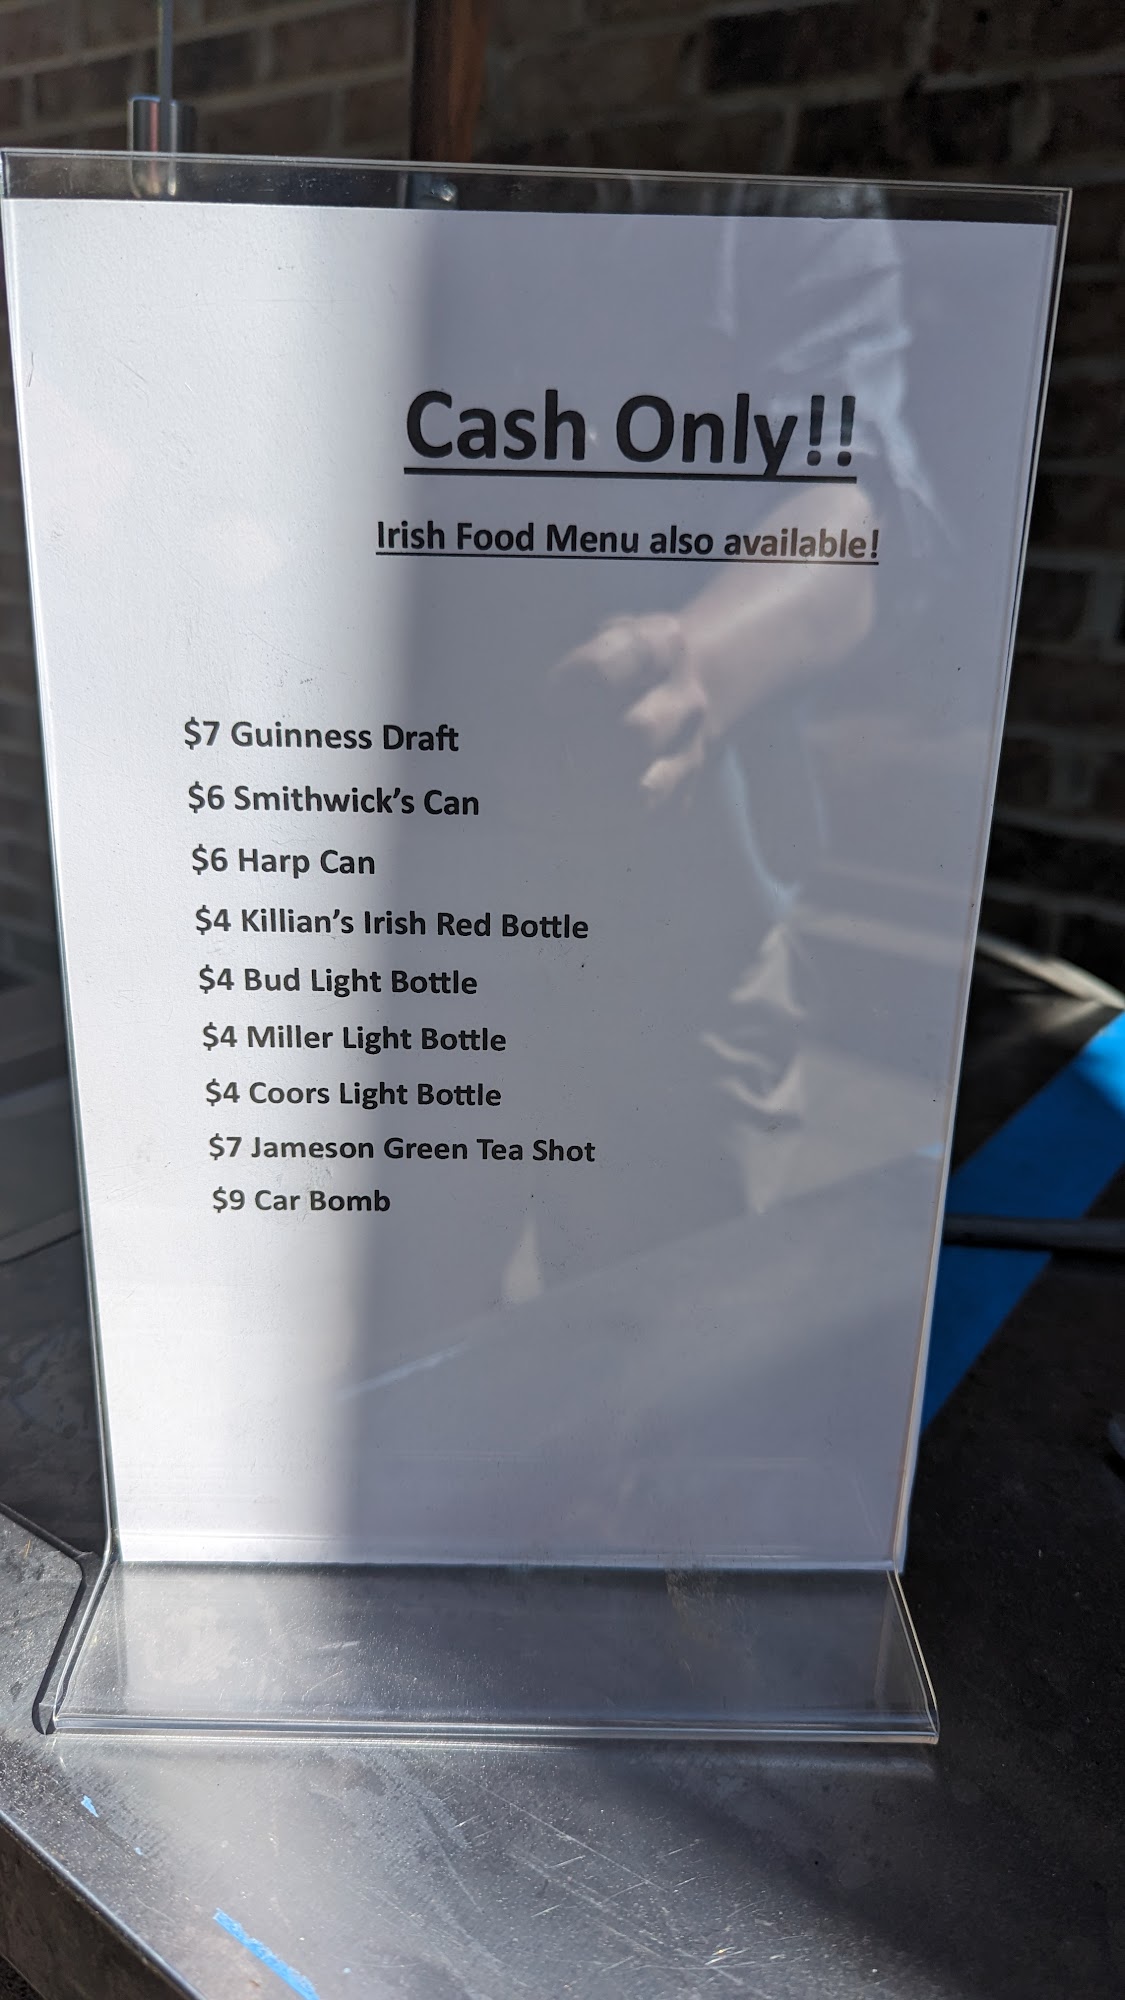 Cash Only!!
Irish Food Menu also available!
$7 Guinness Draft
$6 Smithwick's Can
$6 Harp Can
$4 Killian's Irish Red Bottle
$4 Bud Light Bottle
$4 Miller Light Bottle
$4 Coors Light Bottle
$7 Jameson Green Tea Shot
$9 Car Bomb